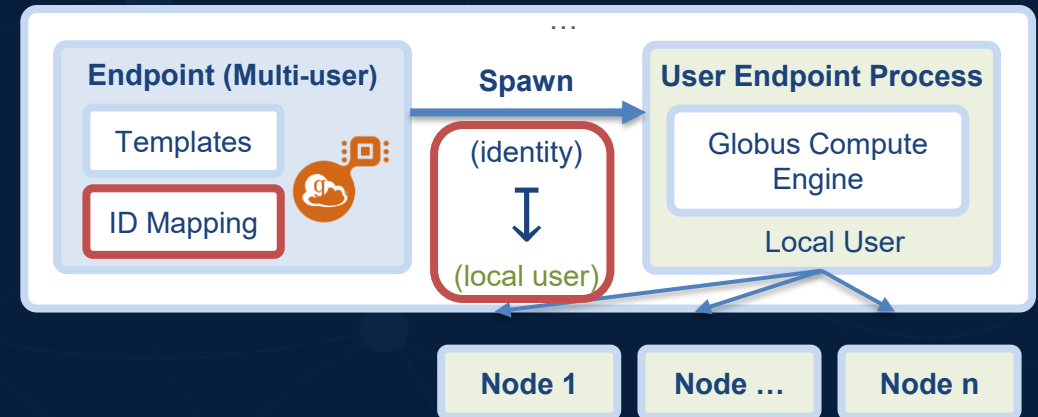 ...
Endpoint (Multi-user)
Templates
ID Mapping
g
Spawn
(identity)
(local user)
User Endpoint Process
Globus Compute
Engine
Local User
Node 1
Node ...
Node n